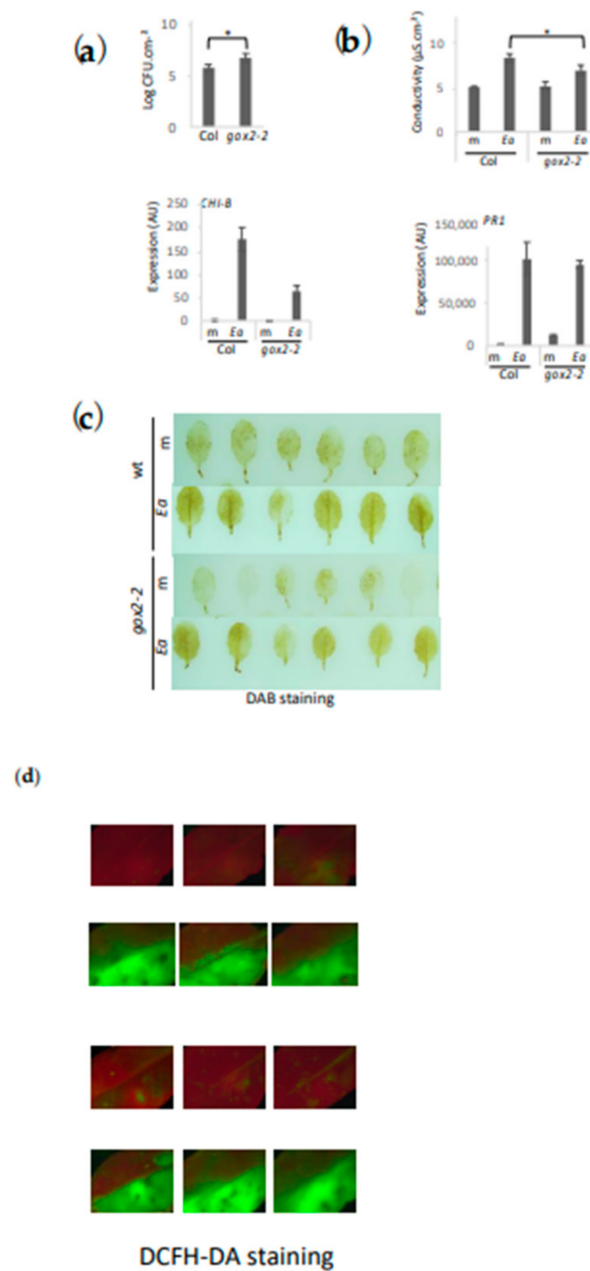 (a)
Log CFU.cm-²
10
5
0
*
Col gox2-2
(b)
Conductivity (µS.cm-²)
10
5
0
*
m Ea m Ea
Col gox2-2
CHI-B
Expression (AU)
250
200
150
100
50
0
m Ea m Ea
Col gox2-2
PR1
Expression (AU)
150,000
100,000
50,000
0
m Ea m Ea
Col gox2-2
(c)
wt
m
Ea
gox2-2
m
Ea
DAB staining
(d)
DCFH-DA staining